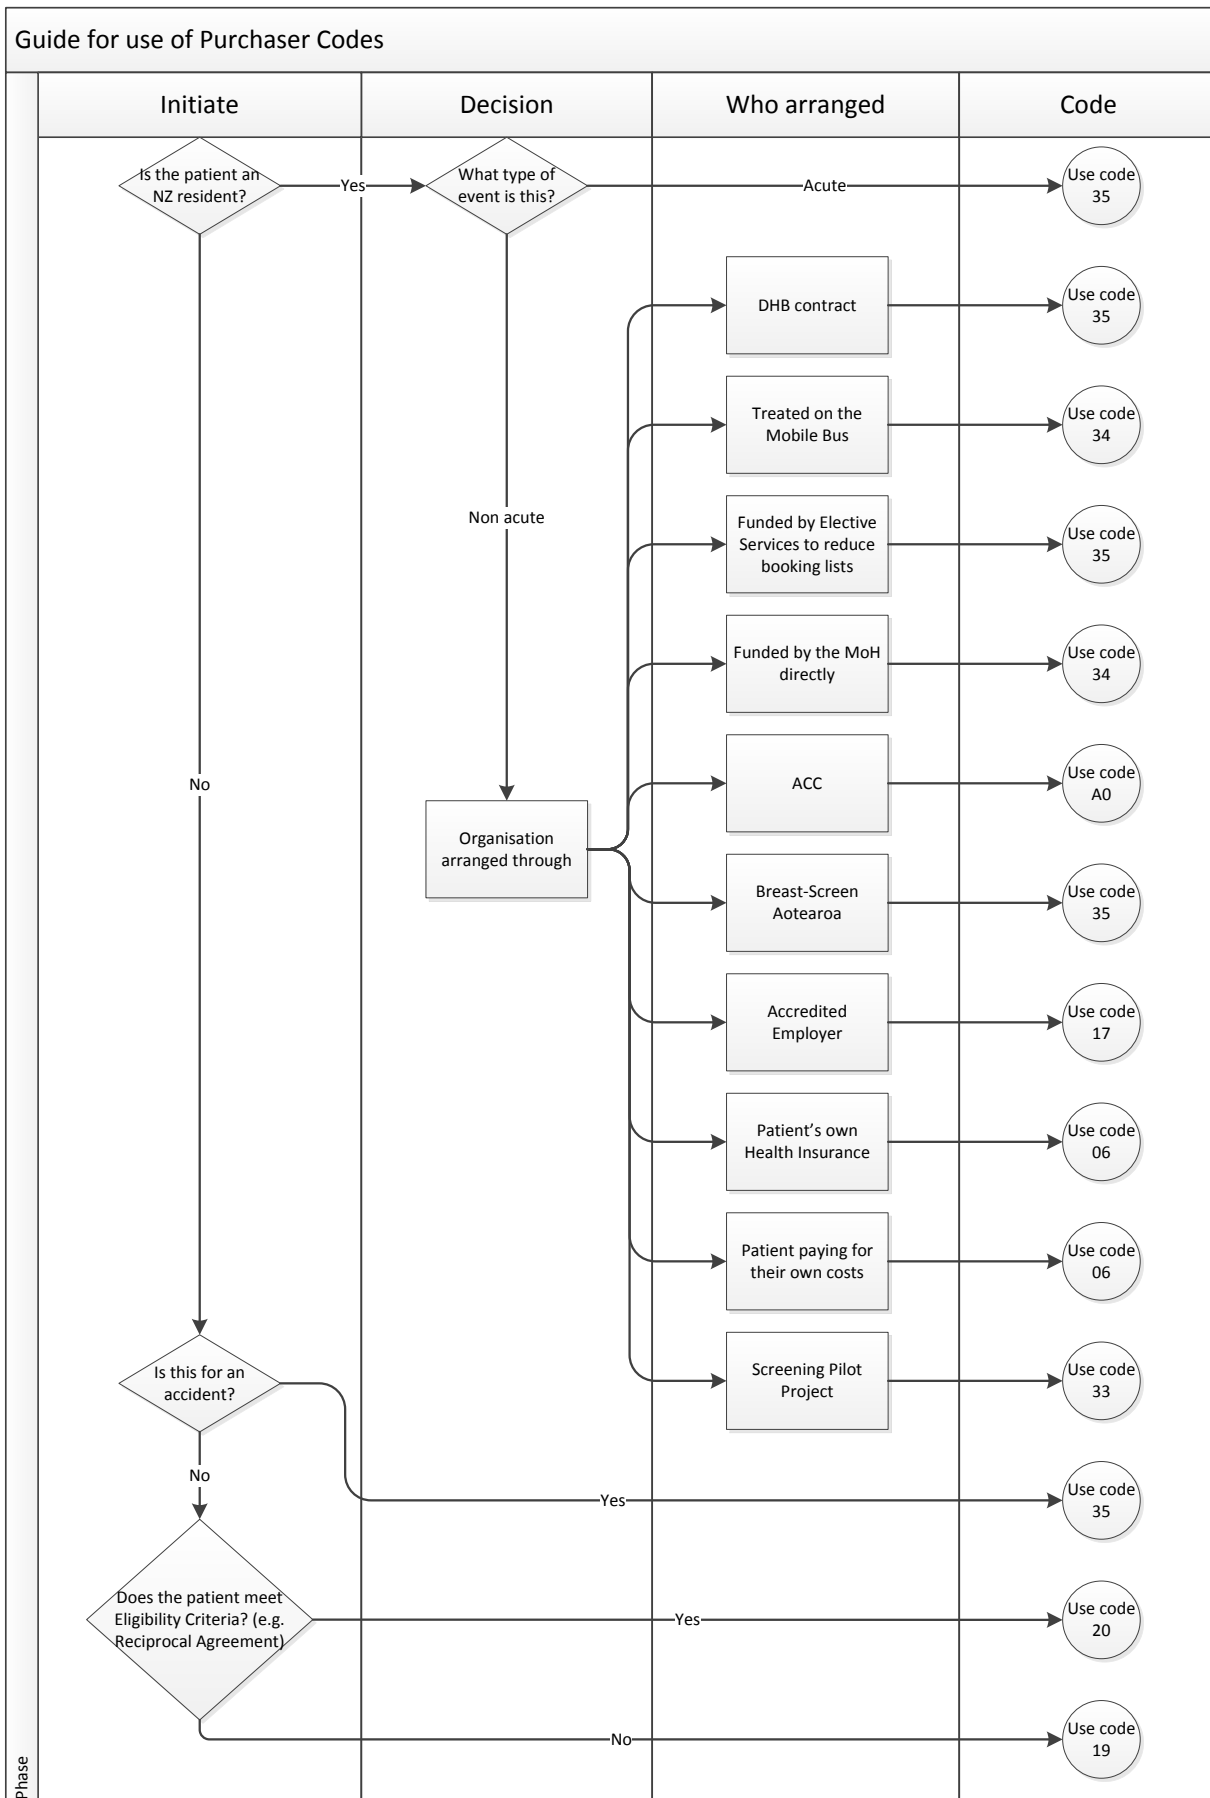 Guide for use of Purchaser Codes
Initiate
Decision
Who arranged
Code
Is the patient an
NZ resident?
Yes
What type of
event is this?
Acute
Use code
35
DHB contract
Use code
35
Treated on the
Mobile Bus
Use code
34
Non acute
Funded by Elective
Services to reduce
booking lists
Use code
35
Funded by the MoH
directly
Use code
34
No
ACC
Use code
A0
Organisation
arranged through
Breast-Screen
Aotearoa
Use code
35
Accredited
Employer
Use code
17
Patient's own
Health Insurance
Use code
06
Patient paying for
their own costs
Use code
06
Is this for an
accident?
Screening Pilot
Project
Use code
33
No
Yes
Use code
35
Does the patient meet
Eligibility Criteria? (e.g.
Reciprocal Agreement)
Yes
Use code
20
No
Use code
19
Phase